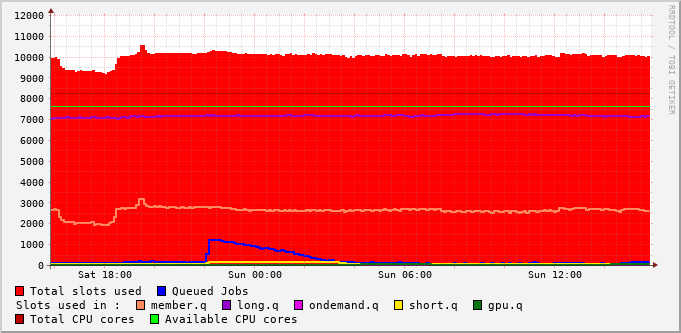 12000
11000
10000
9000
8000
7000
6000
5000
4000
3000
2000
1000
0
Sat 18:00 Sun 00:00 Sun 06:00 Sun 12:00
RRDTOOL / TOBI OETIKER
Total slots used Queued Jobs
Slots used in : member.q long.q ondemand.q short.q gpu.q
Total CPU cores Available CPU cores